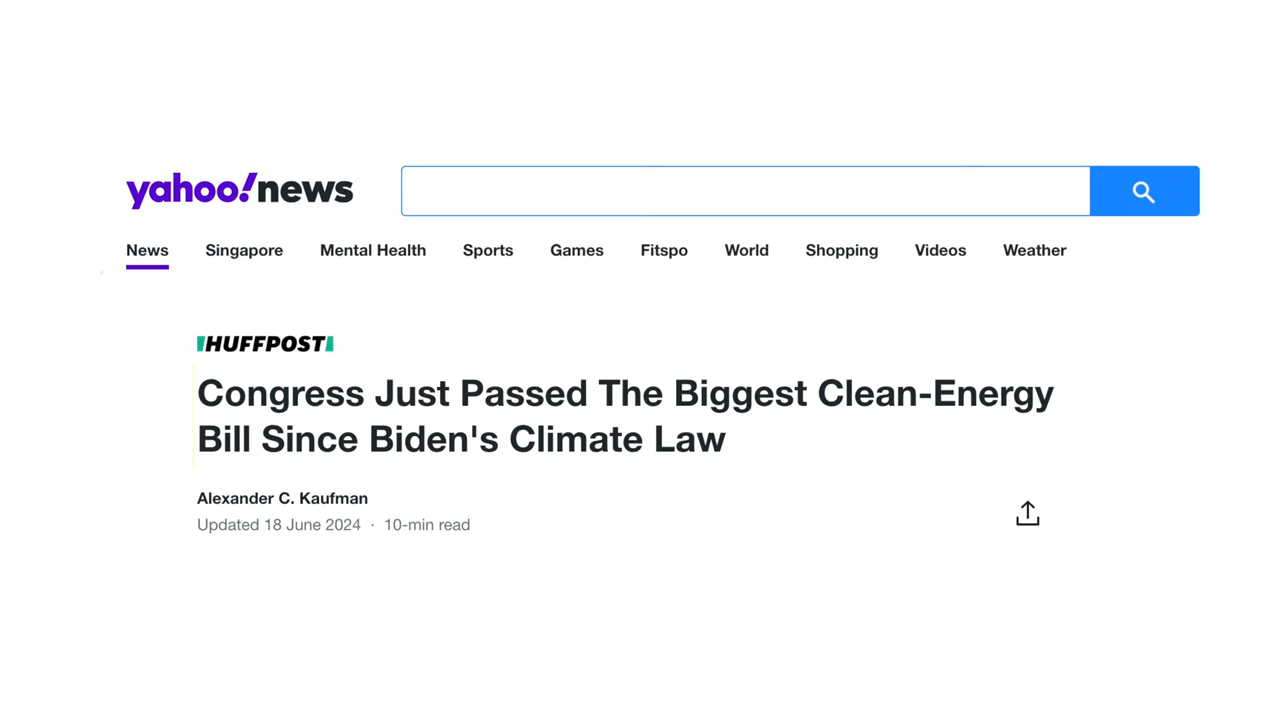 yahoo!news
News Singapore Mental Health Sports Games Fitspo World Shopping Videos Weather
HUFFPOST
Congress Just Passed The Biggest Clean-Energy
Bill Since Biden's Climate Law
Alexander C. Kaufman
Updated 18 June 2024 · 10-min read